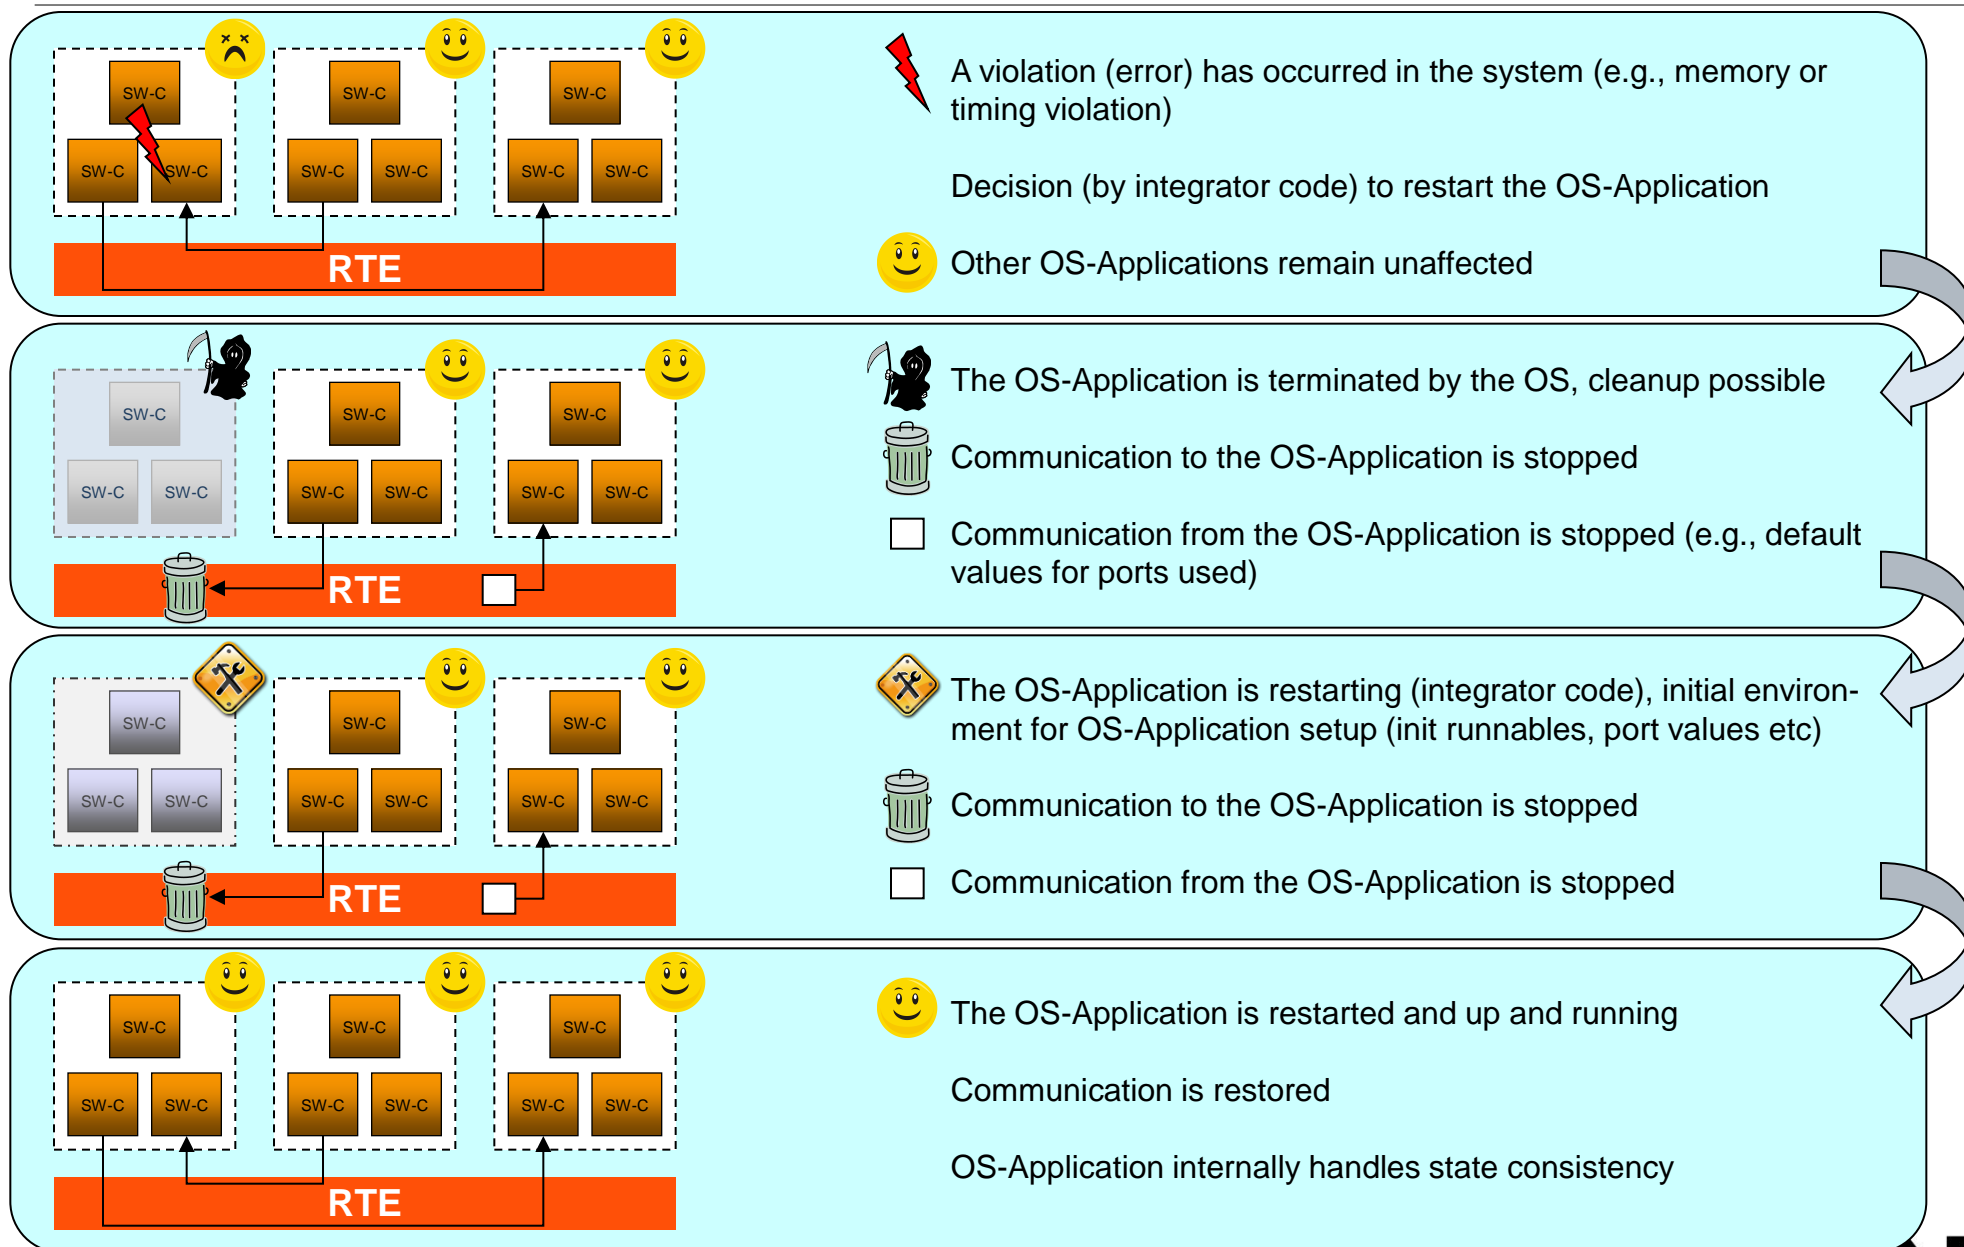 SW-C
SW-C
SW-C
SW-C
SW-C
SW-C
SW-C
SW-C
SW-C
RTE
A violation (error) has occurred in the system (e.g., memory or
timing violation)
Decision (by integrator code) to restart the OS-Application
Other OS-Applications remain unaffected
SW-C
SW-C
SW-C
SW-C
SW-C
SW-C
SW-C
SW-C
SW-C
RTE
The OS-Application is terminated by the OS, cleanup possible
Communication to the OS-Application is stopped
Communication from the OS-Application is stopped (e.g., default
values for ports used)
SW-C
SW-C
SW-C
SW-C
SW-C
SW-C
SW-C
SW-C
SW-C
RTE
The OS-Application is restarting (integrator code), initial environ-
ment for OS-Application setup (init runnables, port values etc)
Communication to the OS-Application is stopped
Communication from the OS-Application is stopped
SW-C
SW-C
SW-C
SW-C
SW-C
SW-C
SW-C
SW-C
SW-C
RTE
The OS-Application is restarted and up and running
Communication is restored
OS-Application internally handles state consistency